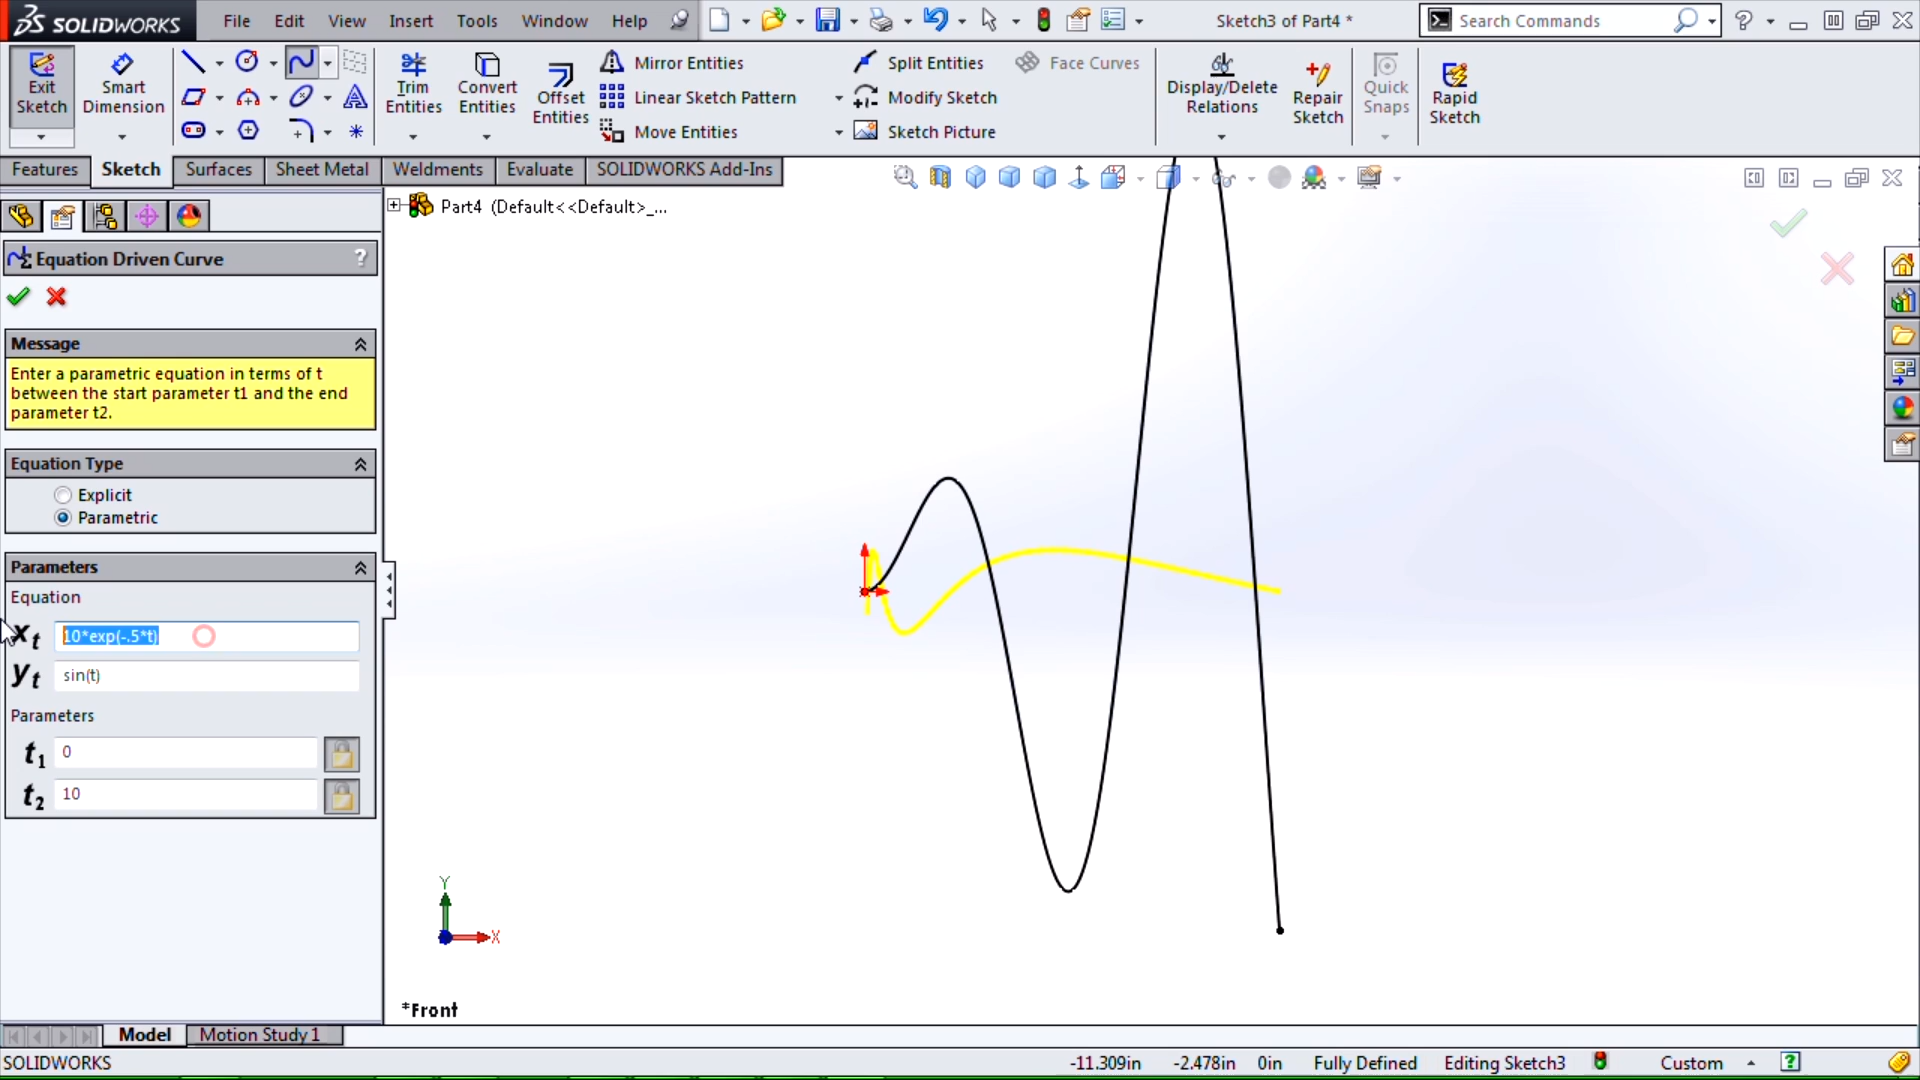 SOLIDWORKS File Edit View Insert Tools Window Help Sketch3 of Part4 * Search Commands
Exit Sketch
Smart Dimension
Trim Entities
Convert Entities
Offset Entities
Mirror Entities
Linear Sketch Pattern
Move Entities
Split Entities
Modify Sketch
Sketch Picture
Face Curves
Display/Delete Relations
Repair Sketch
Quick Snaps
Rapid Sketch
Features Sketch Surfaces Sheet Metal Weldments Evaluate SOLIDWORKS Add-Ins
Part4 (Default<<Default>_...
Equation Driven Curve ?
Message
Enter a parametric equation in terms of t
between the start parameter t1 and the end
parameter t2.
Equation Type
Explicit
Parametric
Parameters
Equation
xt 10*exp(-.5*t)
yt sin(t)
Parameters
t1 0
t2 10
Y
X
*Front
Model Motion Study 1
SOLIDWORKS -11.309in -2.478in 0in Fully Defined Editing Sketch3 Custom ?